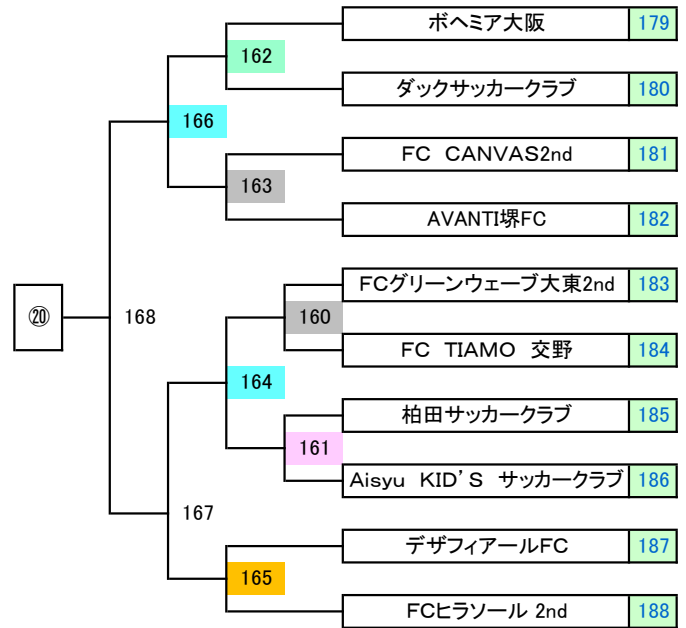 ボヘミア大阪 179
162
ダックサッカークラブ 180
166
FC CANVAS2nd 181
163
AVANTI堺FC 182
FCグリーンウェーブ大東2nd 183
⑳ 168 160
FC TIAMO 交野 184
164
柏田サッカークラブ 185
161
Aisyu KID'S サッカークラブ 186
167
デザフィアールFC 187
165
FCヒラソール 2nd 188